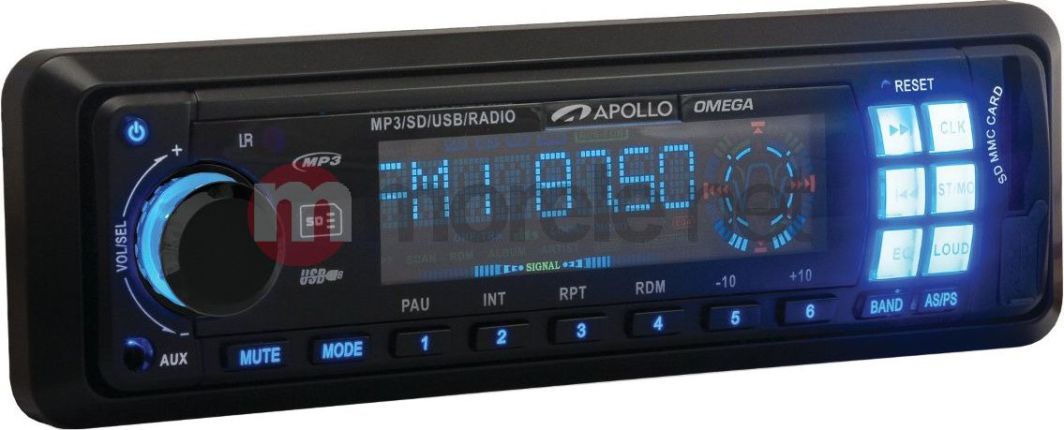 RESET
MP3/SD/USB/RADIO APOLLO OMEGA
SD MMC CARD
CLK
MP3
FM1 8750
ST/MO
SD
VOL/SEL
+
-
USB
SIGNAL
EQ LOUD
PAU INT RPT RDM -10 +10
BAND AS/PS
1 2 3 4 5 6
AUX MUTE MODE